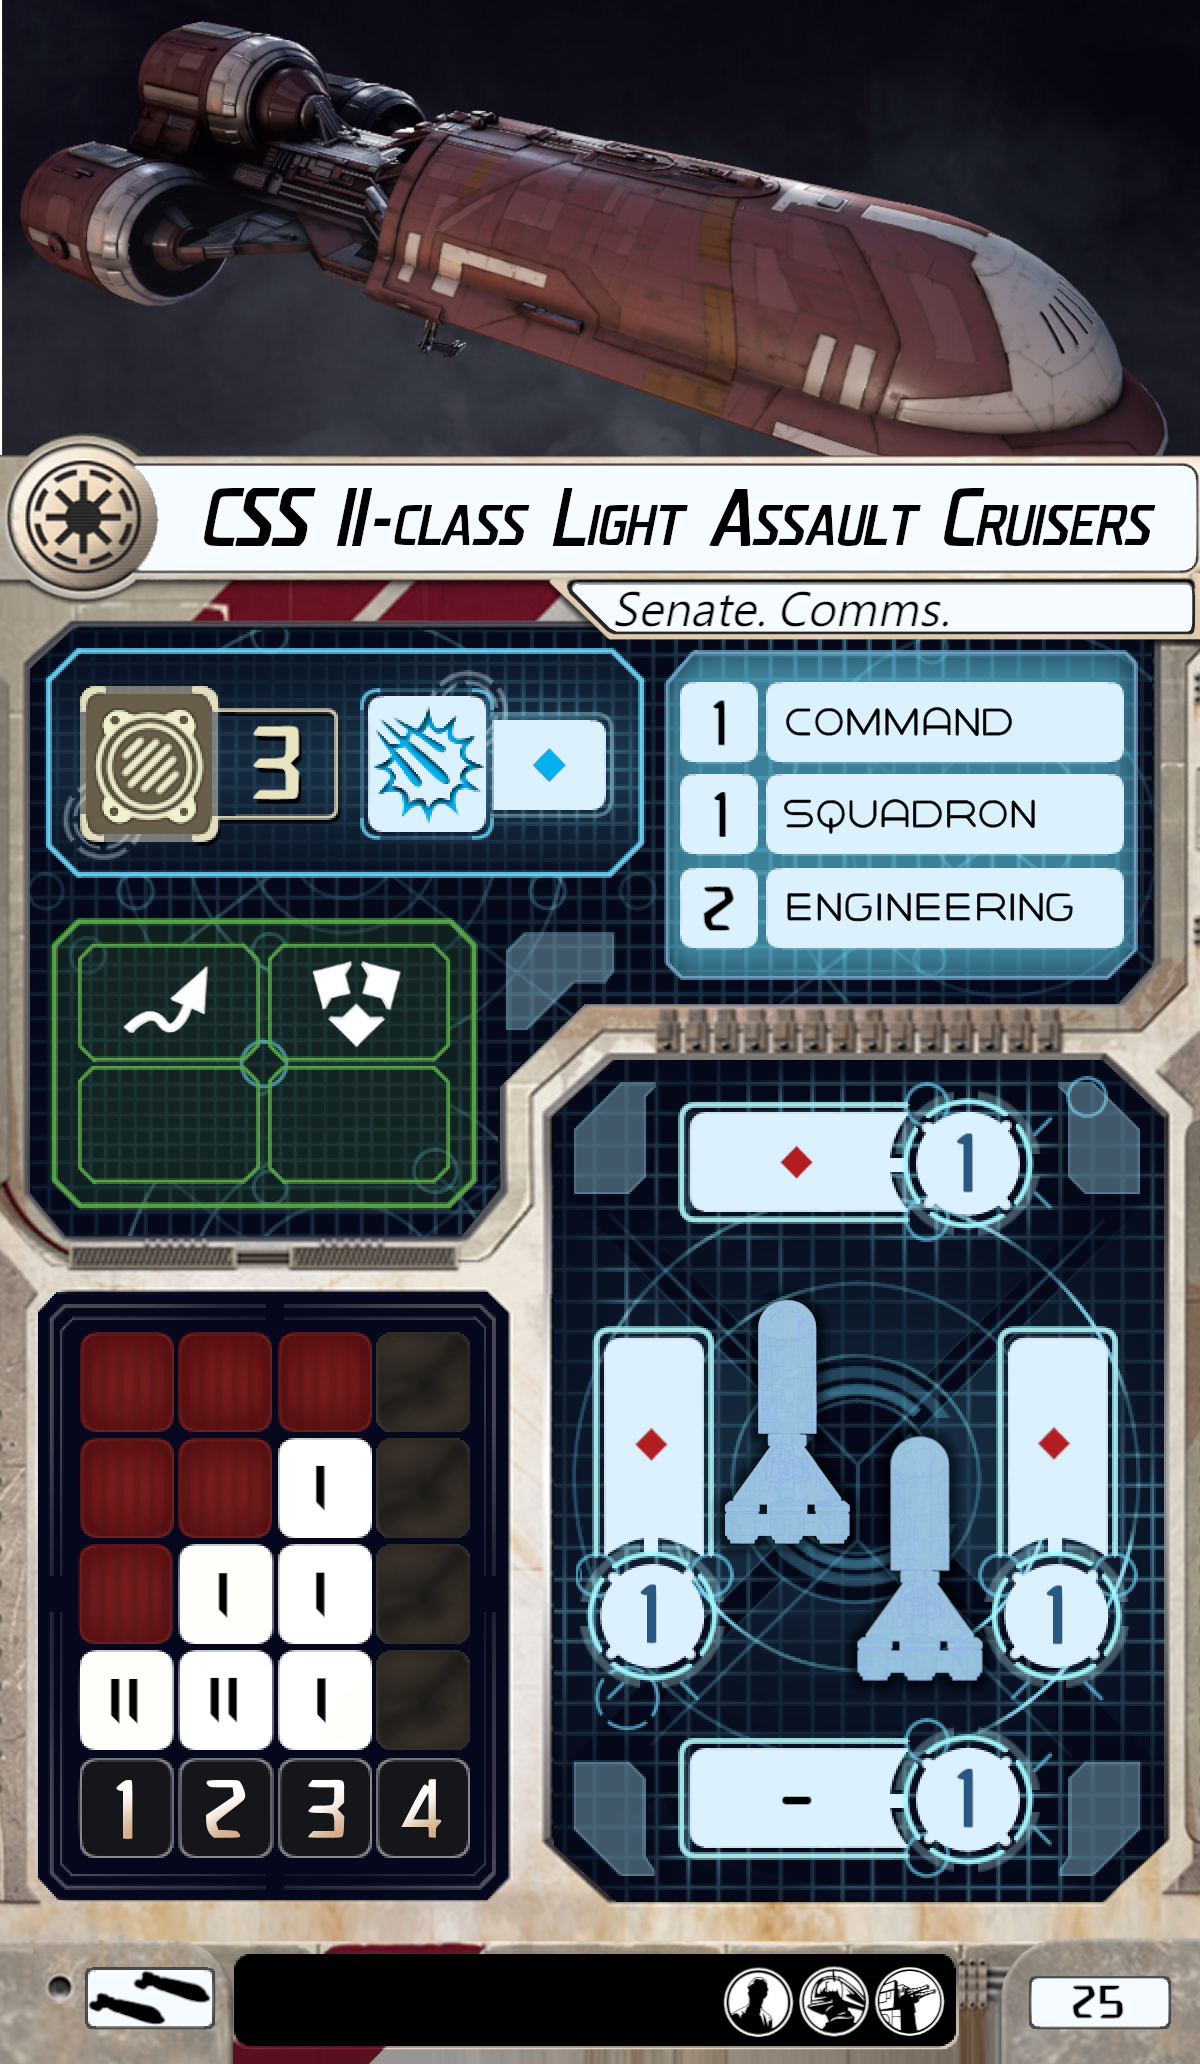 CSS II-CLASS LIGHT ASSAULT CRUISERS
Senate. Comms.
3
1 COMMAND
1 SQUADRON
2 ENGINEERING
1
1 1
1
I
I I
II II I
1 2 3 4
-
25